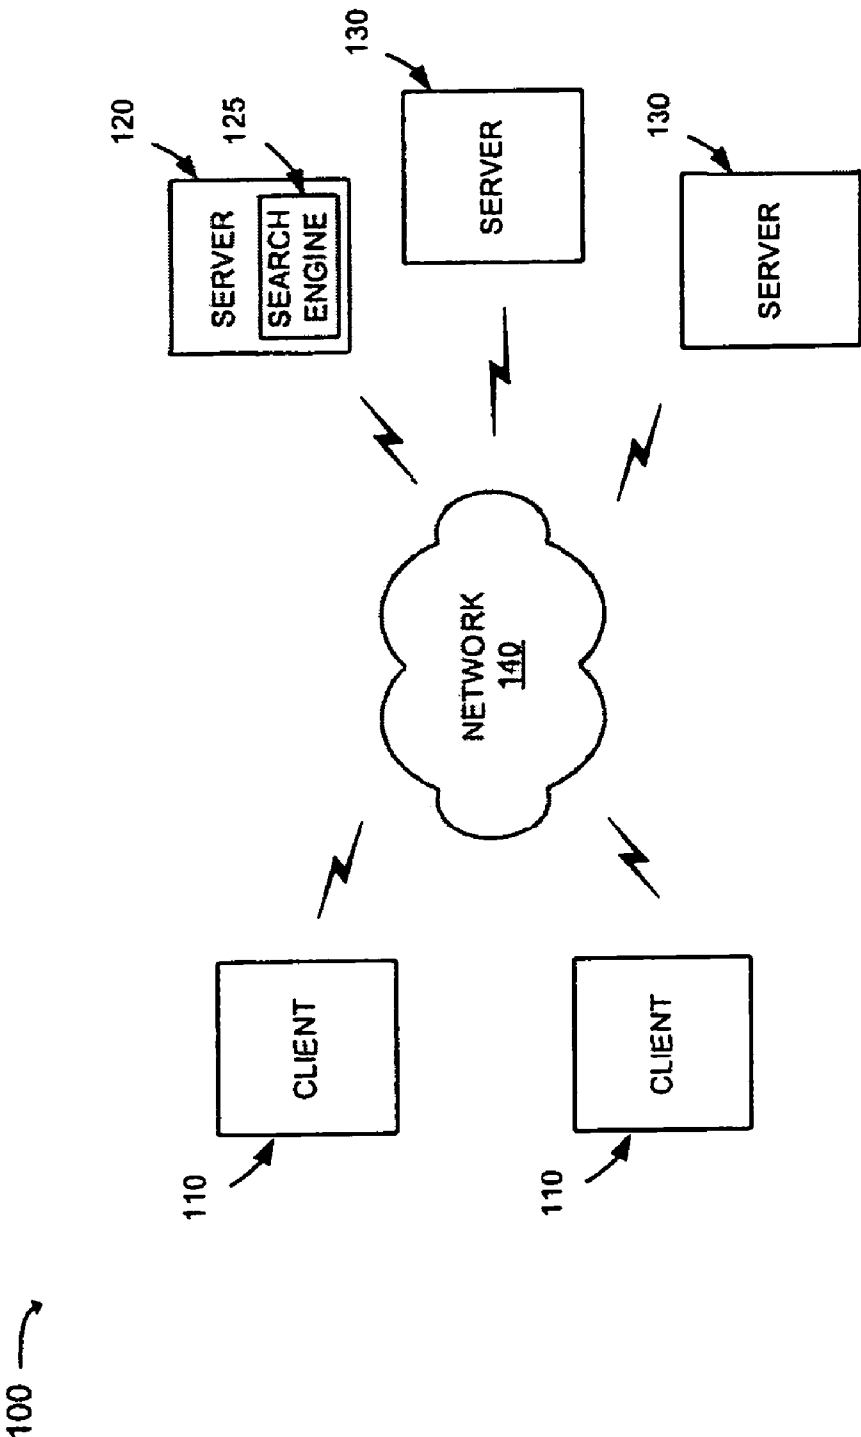 100
110
CLIENT
110
CLIENT
NETWORK
140
120
SERVER
125
SEARCH
ENGINE
130
SERVER
130
SERVER